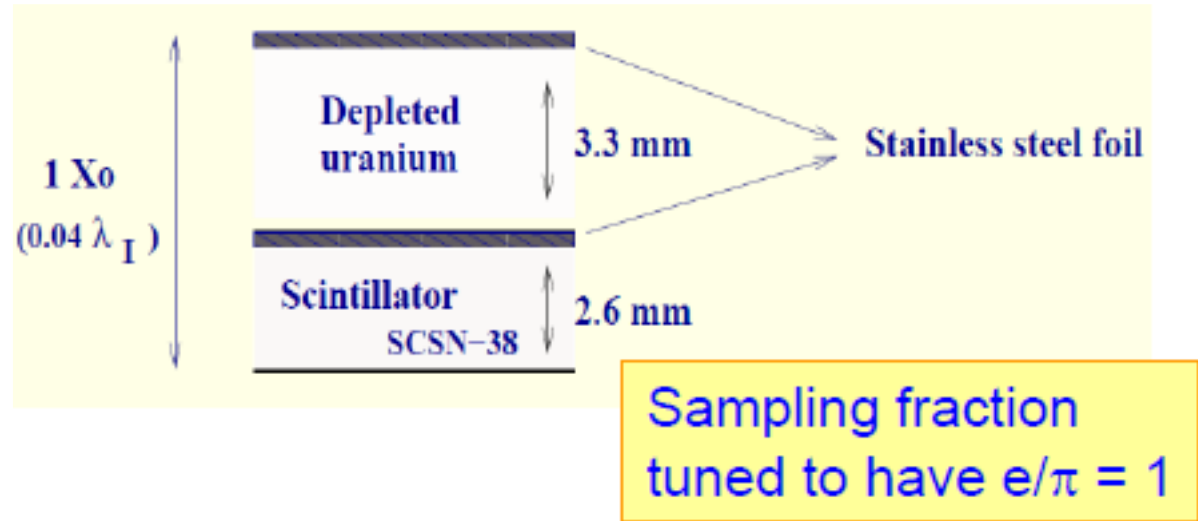 Depleted
uranium
3.3 mm
Stainless steel foil
1 Xo
(0.04 λ I )
Scintillator
SCSN−38
2.6 mm
Sampling fraction
tuned to have e/π = 1